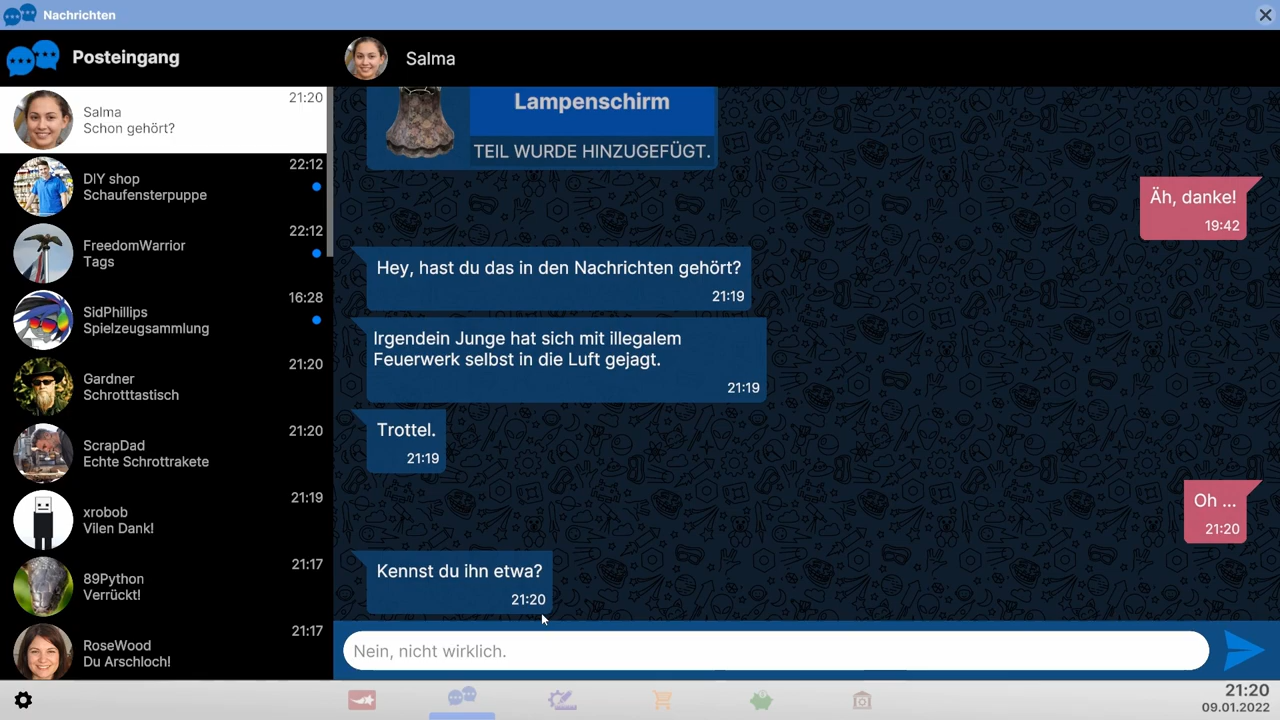 Nachrichten
Posteingang
Salma
Schon gehört?
21:20
DIY shop
Schaufensterpuppe
22:12
FreedomWarrior
Tags
22:12
SidPhillips
Spielzeugsammlung
16:28
Gardner
Schrotttastisch
21:20
ScrapDad
Echte Schrottrakete
21:20
xrobob
Vilen Dank!
21:19
89Python
Verrückt!
21:17
RoseWood
Du Arschloch!
21:17
Salma
Lampenschirm
TEIL WURDE HINZUGEFÜGT.
Äh, danke!
19:42
Hey, hast du das in den Nachrichten gehört?
21:19
Irgendein Junge hat sich mit illegalem
Feuerwerk selbst in die Luft gejagt.
21:19
Trottel.
21:19
Oh ...
21:20
Kennst du ihn etwa?
21:20
Nein, nicht wirklich.
21:20
09.01.2022